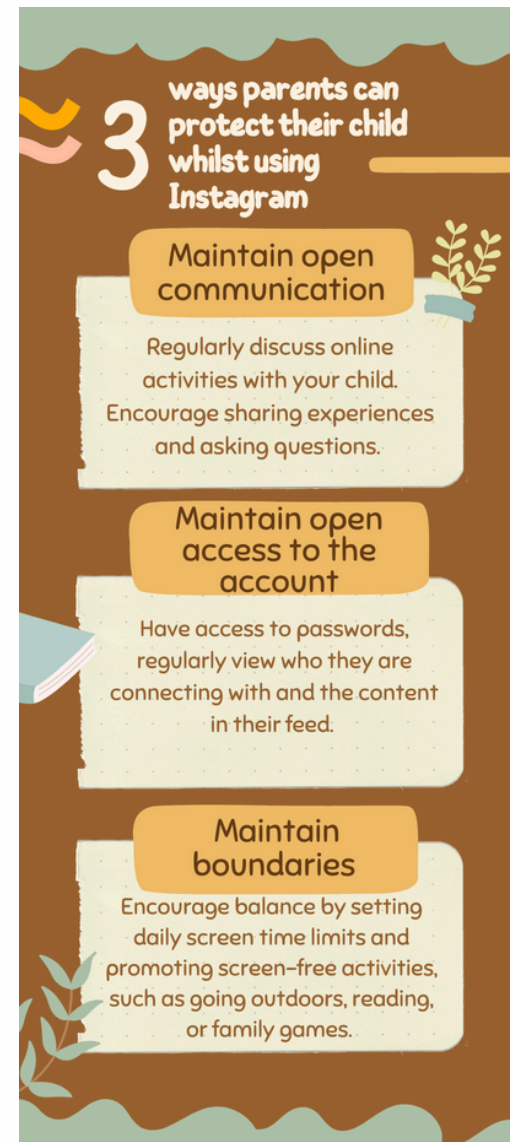 3
ways parents can
protect their child
whilst using
Instagram
Maintain open
communication
Regularly discuss online
activities with your child.
Encourage sharing experiences
and asking questions.
Maintain open
access to the
account
Have access to passwords,
regularly view who they are
connecting with and the content
in their feed.
Maintain
boundaries
Encourage balance by setting
daily screen time limits and
promoting screen-free activities,
such as going outdoors, reading,
or family games.